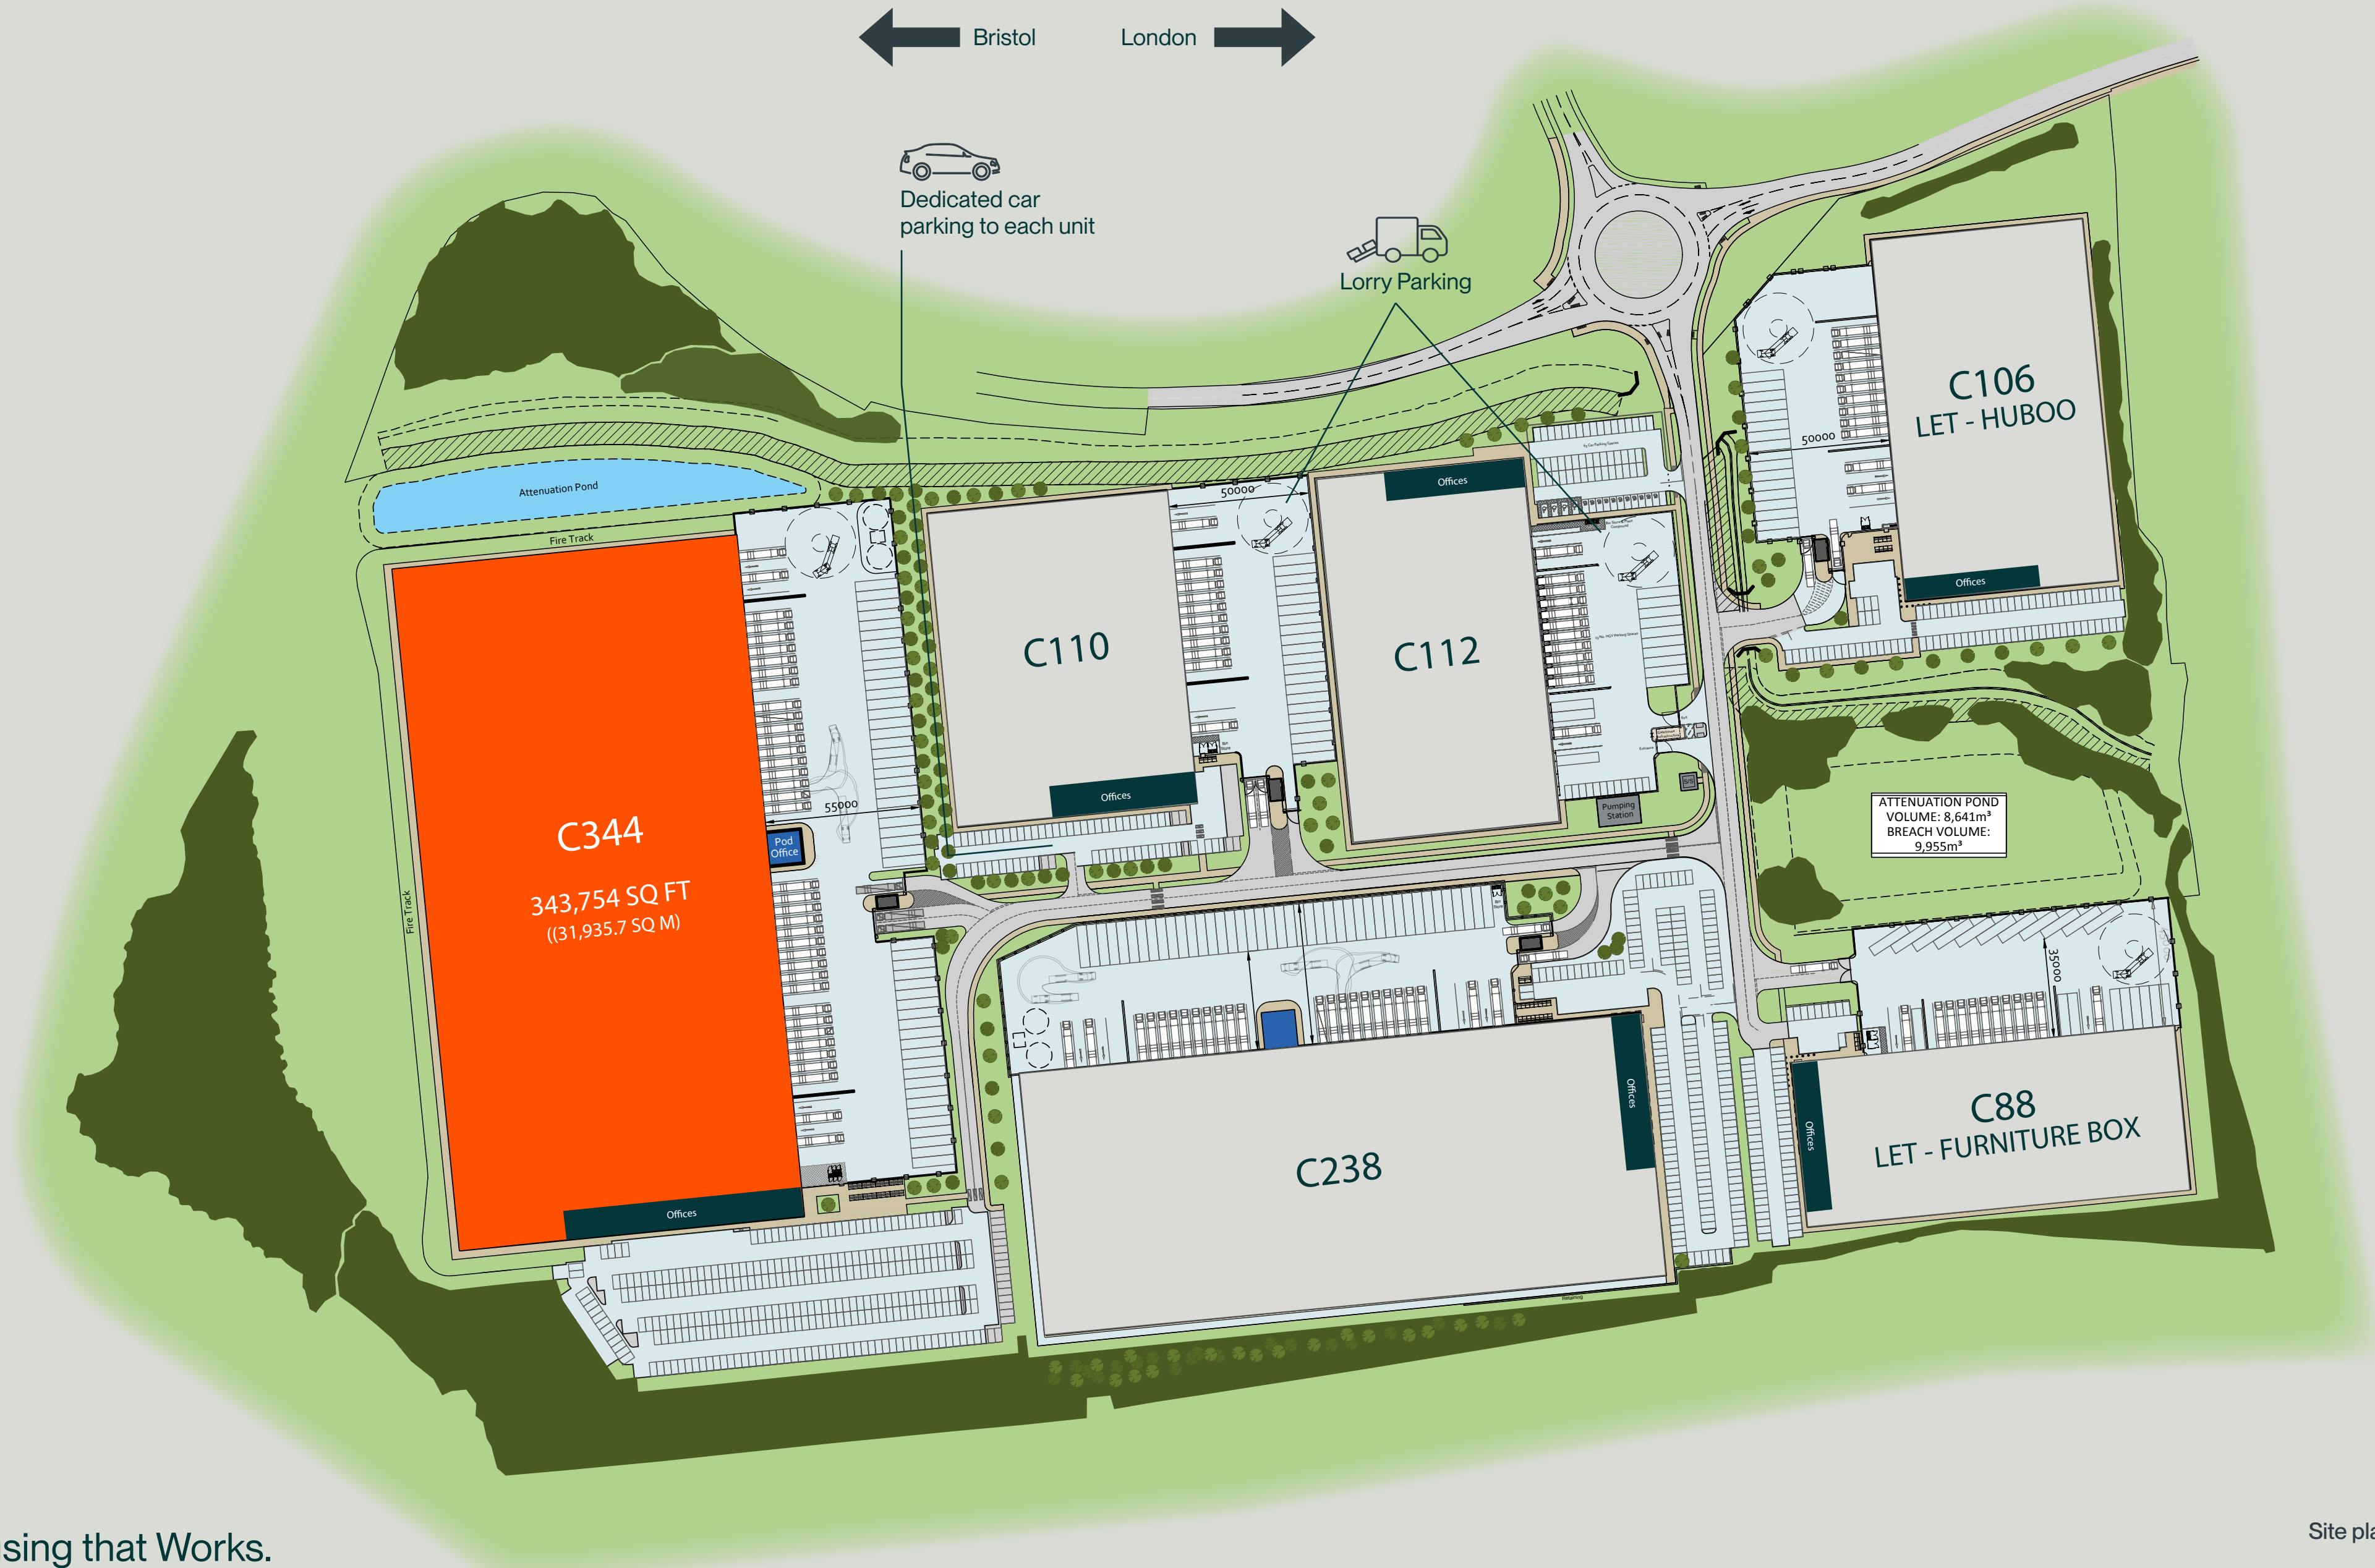 Bristol
London
Dedicated car
parking to each unit
Lorry Parking
C106
LET - HUBOO
50000
Offices
Attenuation Pond
Fire Track
50000
Offices
C110
C112
Offices
C344
343,754 SQ FT
((31,935.7 SQ M)
55000
Pod
Office
Fire Track
Offices
Pumping
Station
ATTENUATION POND
VOLUME: 8,641m³
BREACH VOLUME:
9,955m³
35000
C238
Offices
C88
LET - FURNITURE BOX
Offices
Retaining
sing that Works.
Site pla